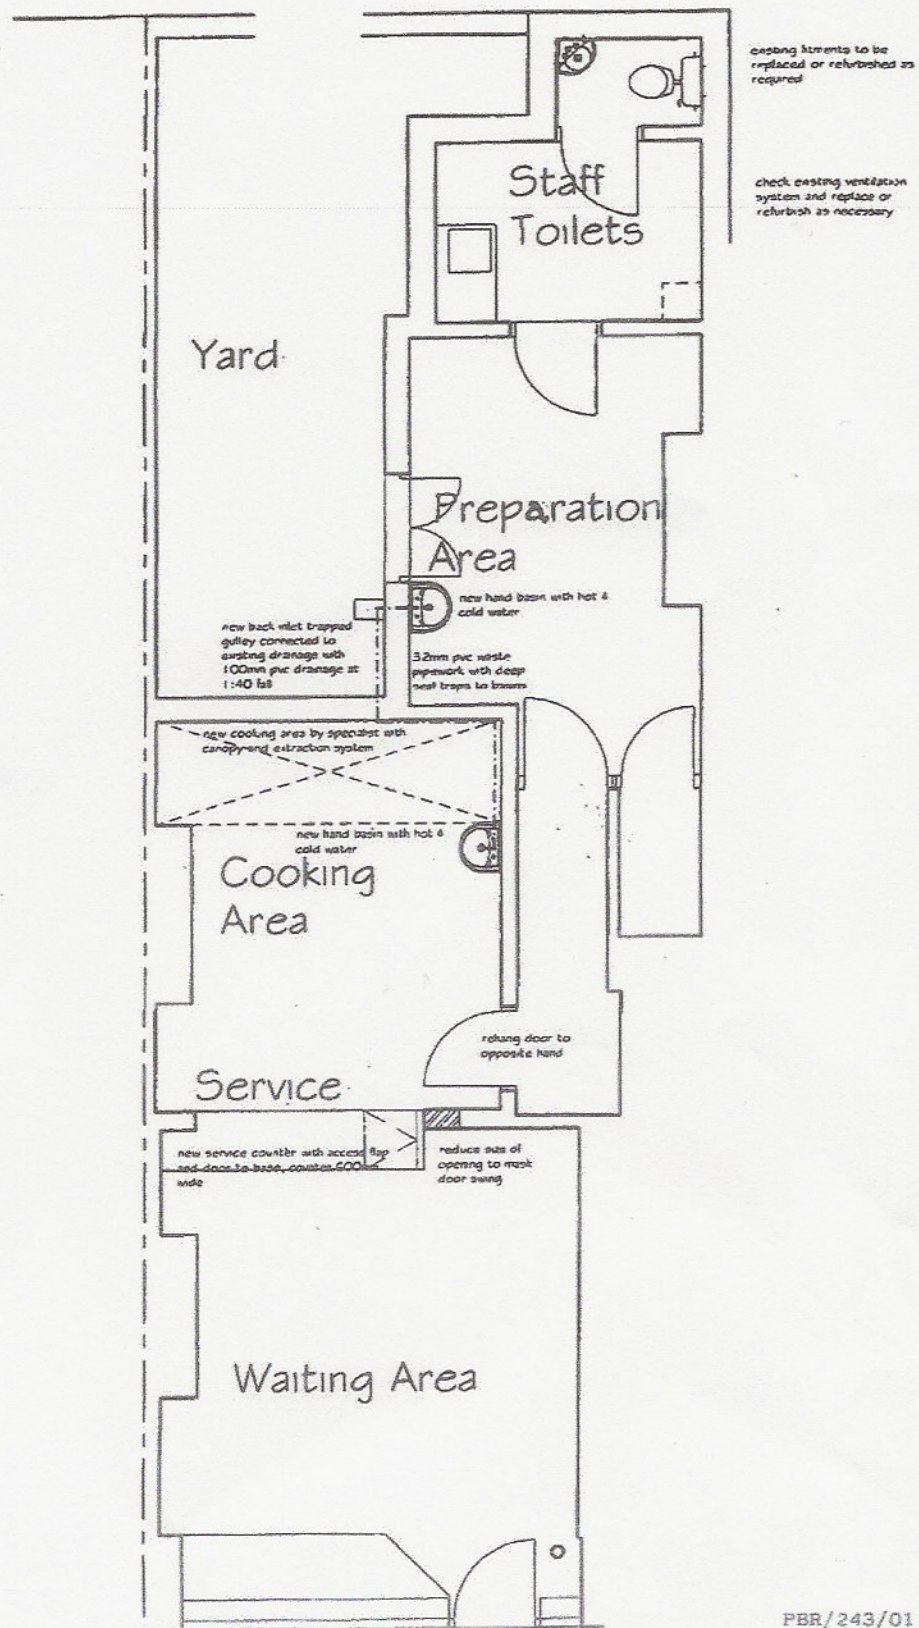 existing fitments to be
replaced or refurbished as
required
check existing ventilation
system and replace or
refurbish as necessary
Staff
Toilets
Yard
Preparation
Area
new hand basin with hot &
cold water
new back inlet trapped
gulley connected to
existing drainage with
100mm pvc drainage at
1:40 fall
32mm pvc waste
pipework with deep
seal traps to basins
new cooking area by specialist with
canopy and extraction system
new hand basin with hot &
cold water
Cooking
Area
rehang door to
opposite hand
Service
new service counter with access flap
and door to base, counter 600mm
wide
reduce size of
opening to mask
door swing
Waiting Area
PBR/243/01